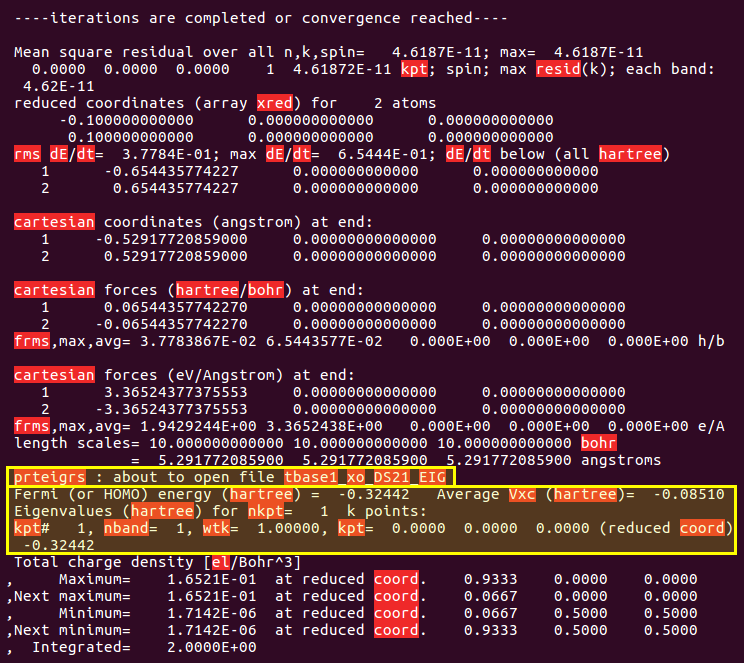 ----iterations are completed or convergence reached----
Mean square residual over all n,k,spin=   4.6187E-11; max=  4.6187E-11
0.0000  0.0000  0.0000    1  4.61872E-11 kpt; spin; max resid(k); each band:
4.62E-11
reduced coordinates (array xred) for    2 atoms
-0.100000000000      0.000000000000      0.000000000000
0.100000000000      0.000000000000      0.000000000000
rms dE/dt=  3.7784E-01; max dE/dt=  6.5444E-01; dE/dt below (all hartree)
1      -0.654435774227      0.000000000000      0.000000000000
2       0.654435774227      0.000000000000      0.000000000000
cartesian coordinates (angstrom) at end:
1     -0.52917720859000     0.00000000000000     0.00000000000000
2      0.52917720859000     0.00000000000000     0.00000000000000
cartesian forces (hartree/bohr) at end:
1      0.06544357742270     0.00000000000000     0.00000000000000
2     -0.06544357742270     0.00000000000000     0.00000000000000
frms,max,avg= 3.7783867E-02 6.5443577E-02   0.000E+00  0.000E+00  0.000E+00 h/b
cartesian forces (eV/Angstrom) at end:
1      3.36524377375553     0.00000000000000     0.00000000000000
2     -3.36524377375553     0.00000000000000     0.00000000000000
frms,max,avg= 1.9429244E+00 3.3652438E+00   0.000E+00  0.000E+00  0.000E+00 e/A
length scales= 10.000000000000 10.000000000000 10.000000000000 bohr
=  5.291772085900  5.291772085900  5.291772085900 angstroms
prteigrs : about to open file tbase1_xo_DS21_EIG
Fermi (or HOMO) energy (hartree) =  -0.32442   Average Vxc (hartree)=  -0.08510
Eigenvalues (hartree) for nkpt=   1  k points:
kpt#   1, nband=  1, wtk=  1.00000, kpt=  0.0000  0.0000  0.0000 (reduced coord)
-0.32442
Total charge density [el/Bohr^3]
,     Maximum=    1.6521E-01  at reduced coord.    0.9333    0.0000    0.0000
,Next maximum=    1.6521E-01  at reduced coord.    0.0667    0.0000    0.0000
,     Minimum=    1.7142E-06  at reduced coord.    0.0667    0.5000    0.5000
,Next minimum=    1.7142E-06  at reduced coord.    0.9333    0.5000    0.5000
,  Integrated=    2.0000E+00